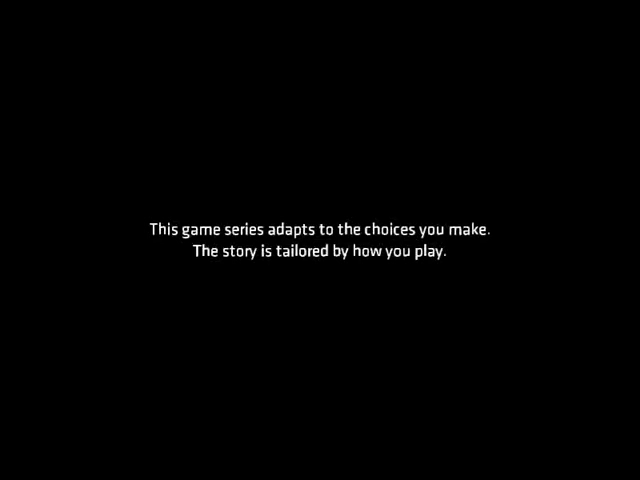 This game series adapts to the choices you make.
The story is tailored by how you play.